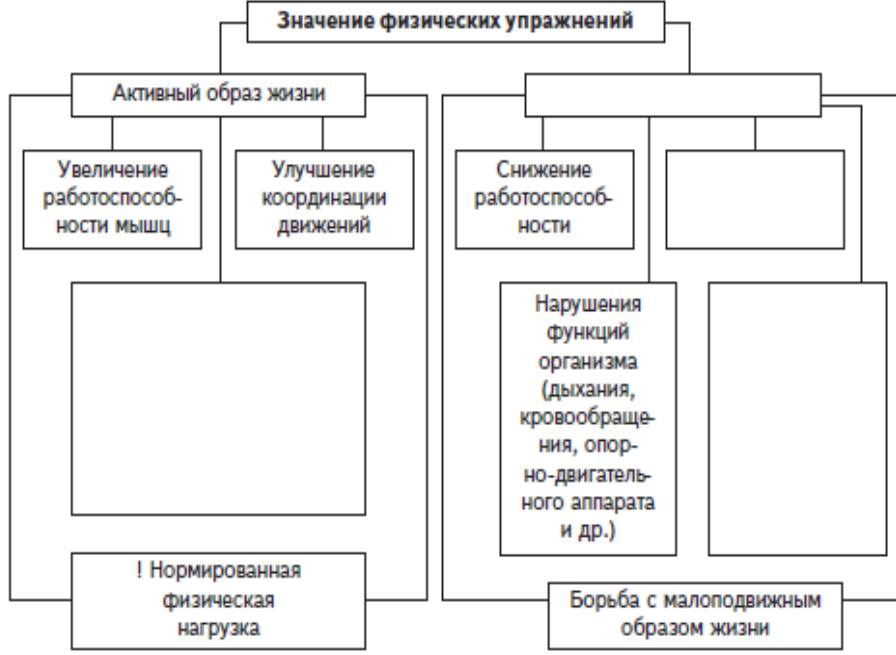 Значение физических упражнений
Активный образ жизни
Увеличение
работоспособ-
ности мышц
Улучшение
координации
движений
! Нормированная
физическая
нагрузка
Снижение
работоспособ-
ности
Нарушения
функций
организма
(дыхания,
кровообраще-
ния, опор-
но-двигатель-
ного аппарата
и др.)
Борьба с малоподвижным
образом жизни